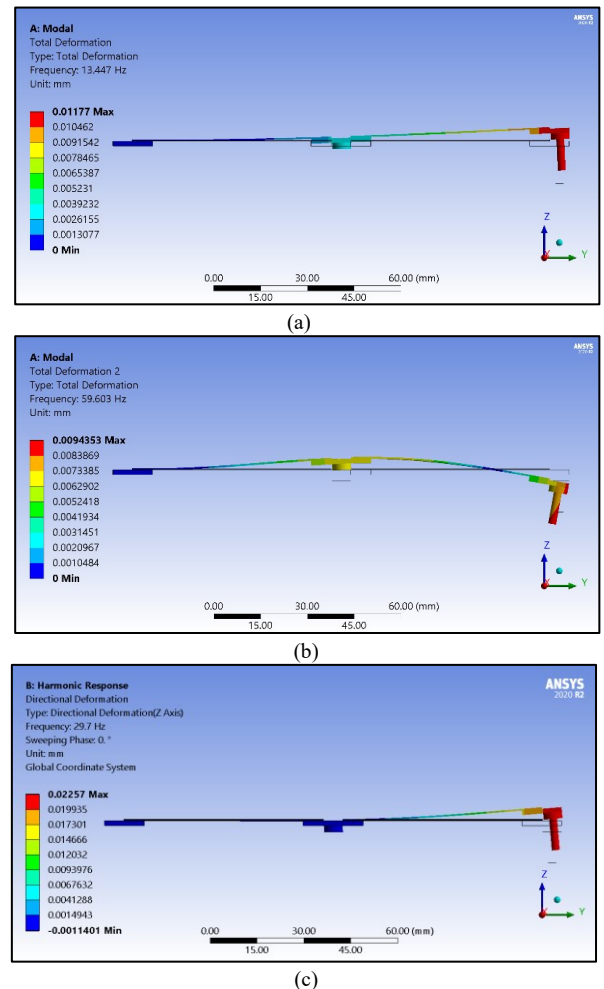 A: Modal
Total Deformation
Type: Total Deformation
Frequency: 13.447 Hz
Unit: mm
ANSYS
2020 R2
0.01177 Max
0.010462
0.0091542
0.0078465
0.0065387
0.005231
0.0039232
0.0026155
0.0013077
0 Min
Z
Y
0.00 30.00 60.00 (mm)
15.00 45.00
(a)
A: Modal
Total Deformation 2
Type: Total Deformation
Frequency: 59.603 Hz
Unit: mm
ANSYS
2020 R2
0.0094353 Max
0.0083869
0.0073385
0.0062902
0.0052418
0.0041934
0.0031451
0.0020967
0.0010484
0 Min
Z
Y
0.00 30.00 60.00 (mm)
15.00 45.00
(b)
B: Harmonic Response
Directional Deformation
Type: Directional Deformation(Z Axis)
Frequency: 29.7 Hz
Sweeping Phase: 0. °
Unit: mm
Global Coordinate System
ANSYS
2020 R2
0.02257 Max
0.019935
0.017301
0.014666
0.012032
0.0093976
0.0067632
0.0041288
0.0014943
-0.0011401 Min
Z
Y
0.00 30.00 60.00 (mm)
15.00 45.00
(c)